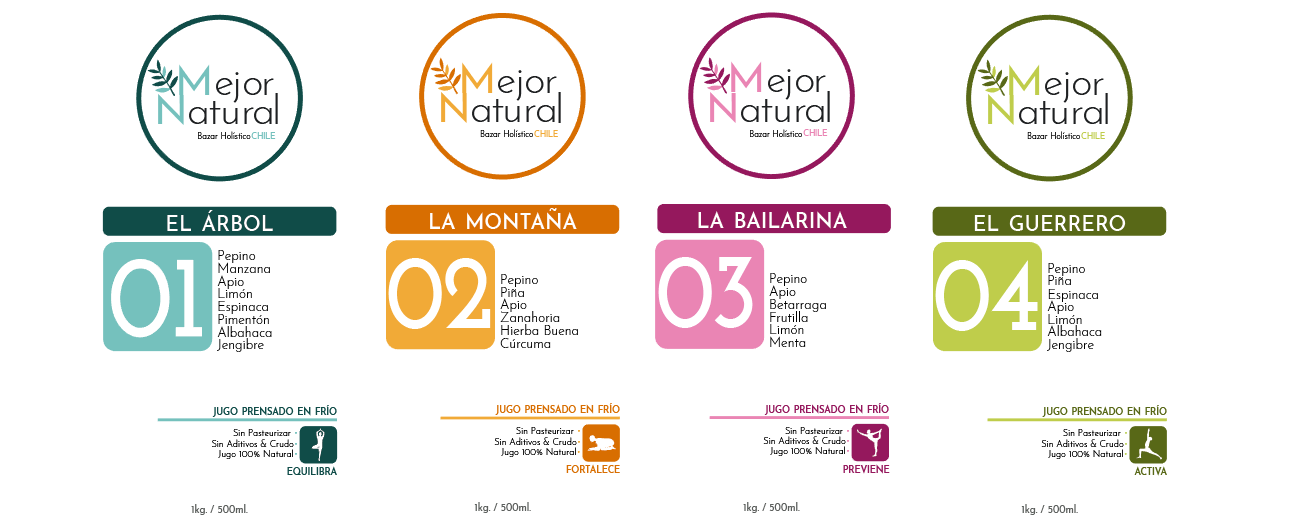 Mejor
Natural
Bazar Holístico CHILE
EL ÁRBOL
01
Pepino
Manzana
Apio
Limón
Espinaca
Pimentón
Albahaca
Jengibre
JUGO PRENSADO EN FRÍO
Sin Pasteurizar
Sin Aditivos & Crudo
Jugo 100% Natural
EQUILIBRA
1kg. / 500ml.
Mejor
Natural
Bazar Holístico CHILE
LA MONTAÑA
02
Pepino
Piña
Apio
Zanahoria
Hierba Buena
Cúrcuma
JUGO PRENSADO EN FRÍO
Sin Pasteurizar
Sin Aditivos & Crudo
Jugo 100% Natural
FORTALECE
1kg. / 500ml.
Mejor
Natural
Bazar Holístico CHILE
LA BAILARINA
03
Pepino
Apio
Betarraga
Frutilla
Limón
Menta
JUGO PRENSADO EN FRÍO
Sin Pasteurizar
Sin Aditivos & Crudo
Jugo 100% Natural
PREVIENE
1kg. / 500ml.
Mejor
Natural
Bazar Holístico CHILE
EL GUERRERO
04
Pepino
Piña
Espinaca
Apio
Limón
Albahaca
Jengibre
JUGO PRENSADO EN FRÍO
Sin Pasteurizar
Sin Aditivos & Crudo
Jugo 100% Natural
ACTIVA
1kg. / 500ml.